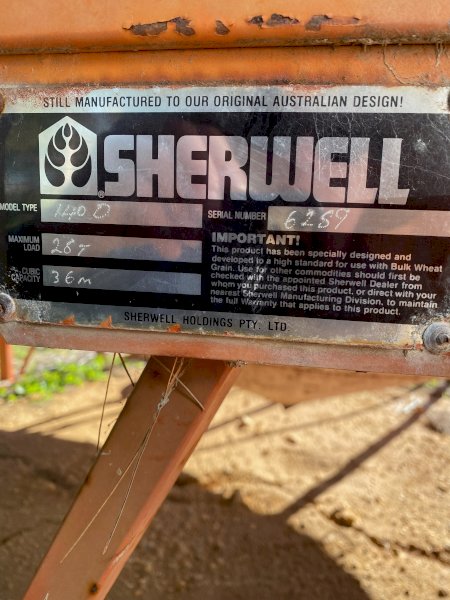 STILL MANUFACTURED TO OUR ORIGINAL AUSTRALIAN DESIGN!
® SHERWELL
MODEL TYPE 1240 D SERIAL NUMBER 6259
MAXIMUM LOAD 28T
CUBIC CAPACITY 36m
IMPORTANT!
This product has been specially designed and
developed to a high standard for use with Bulk Wheat
Grain. Use for other commodities should first be
checked with the appointed Sherwell Dealer from
whom you purchased this product, or direct with your
nearest Sherwell Manufacturing Division, to maintain
the full Warranty that applies to this product.
SHERWELL HOLDINGS PTY. LTD.